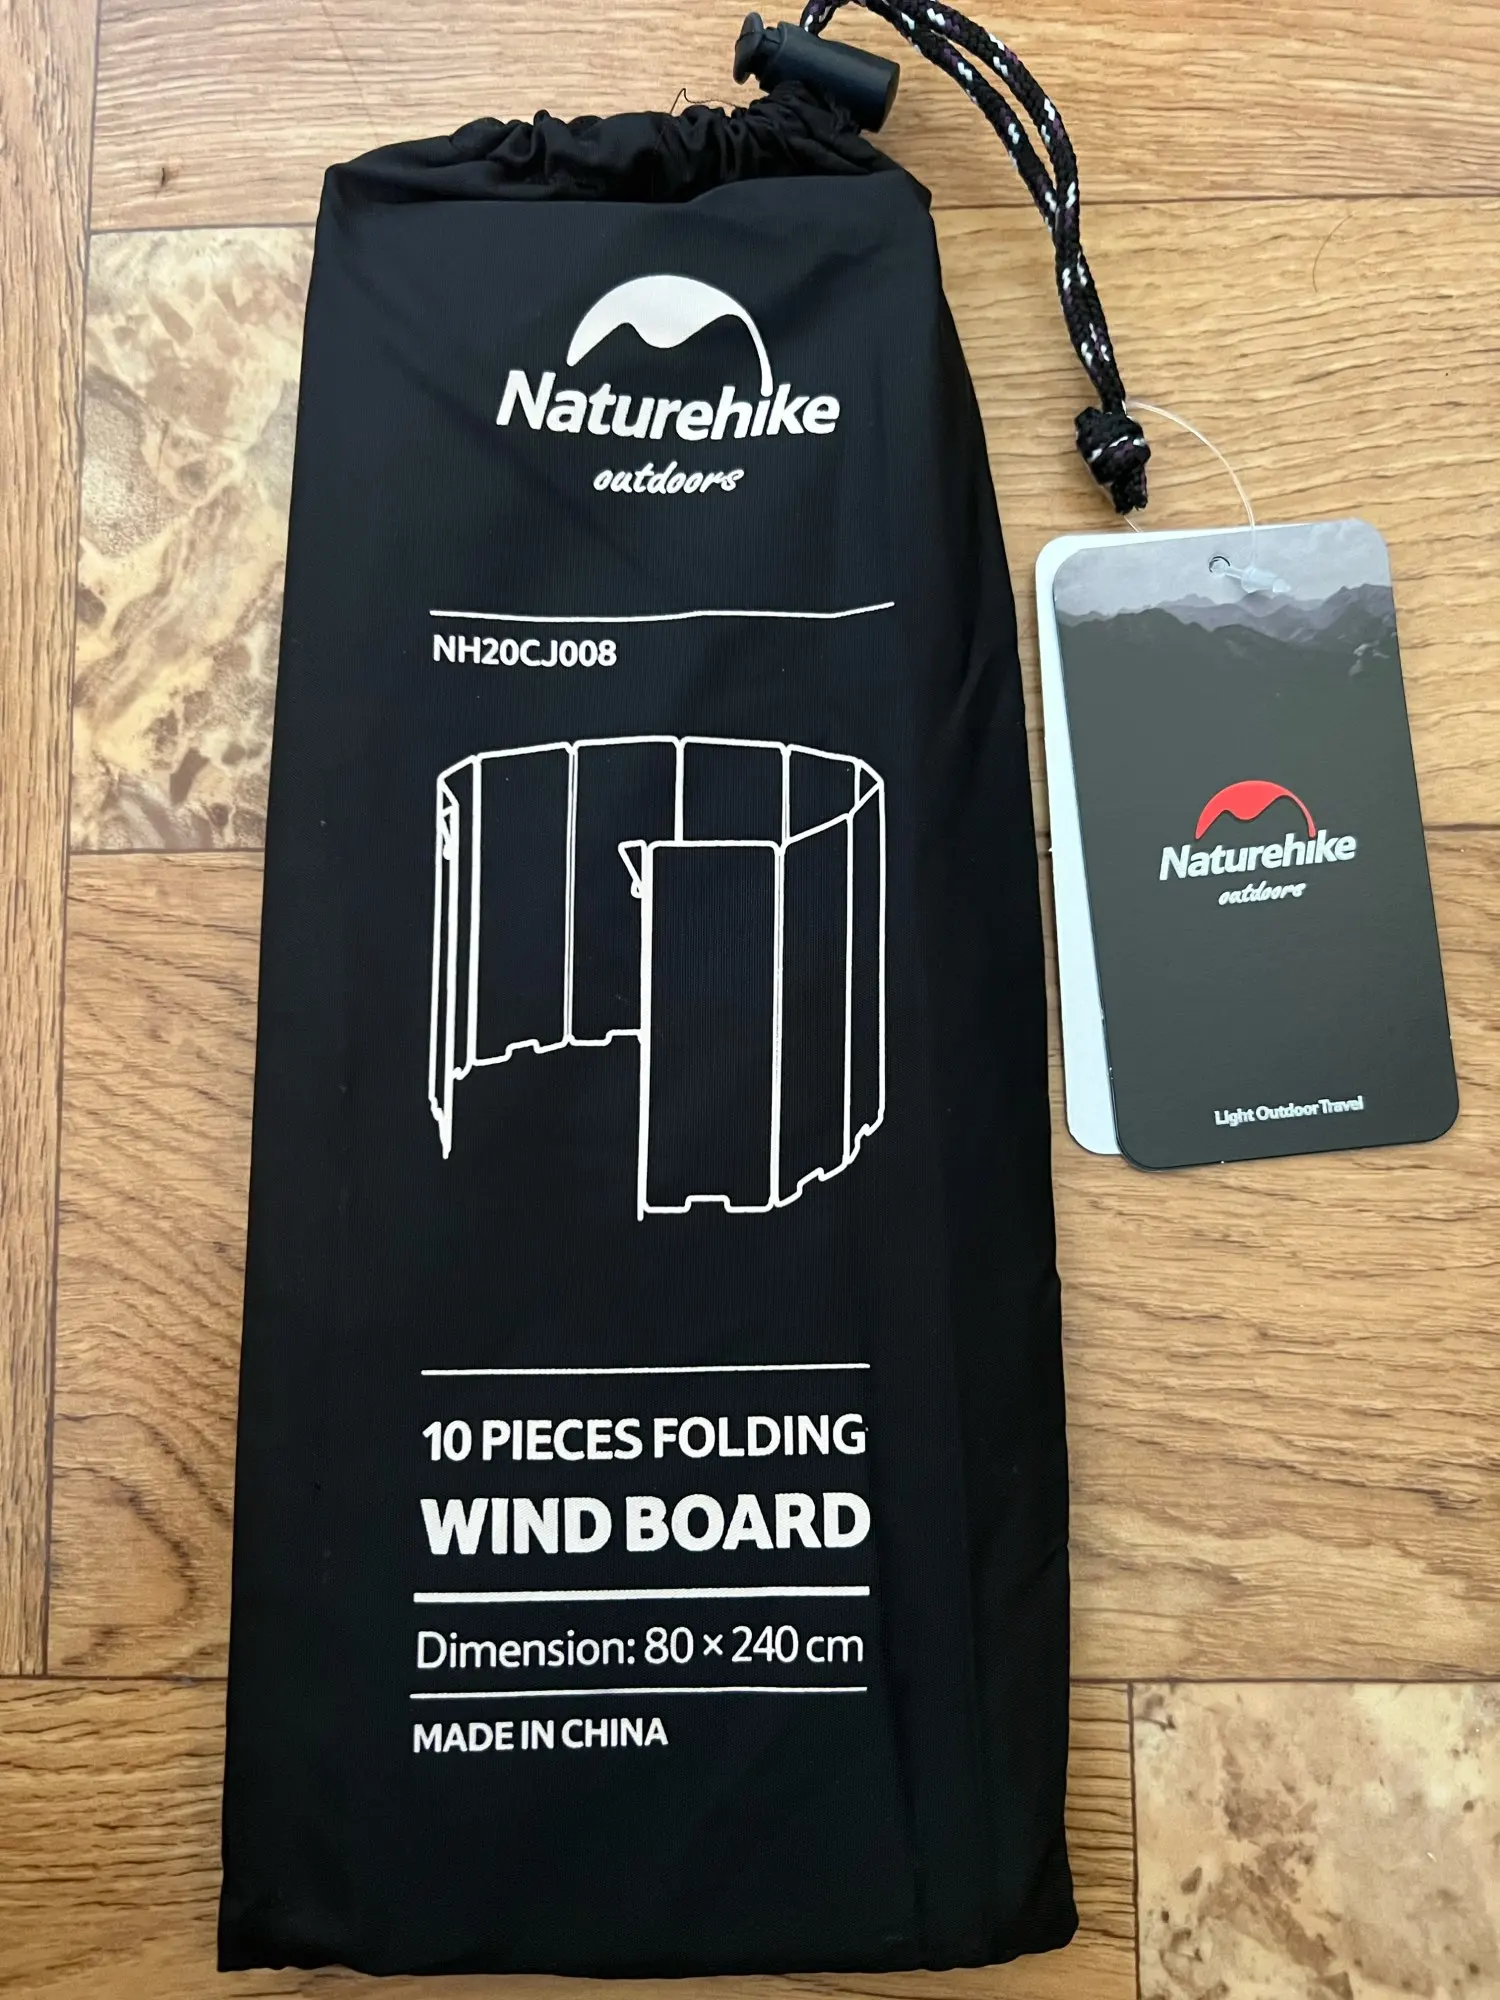 Naturehike
outdoors
NH20CJ008
10 PIECES FOLDING
WIND BOARD
Dimension: 80 × 240 cm
MADE IN CHINA
Naturehike
outdoors
Light Outdoor Travel